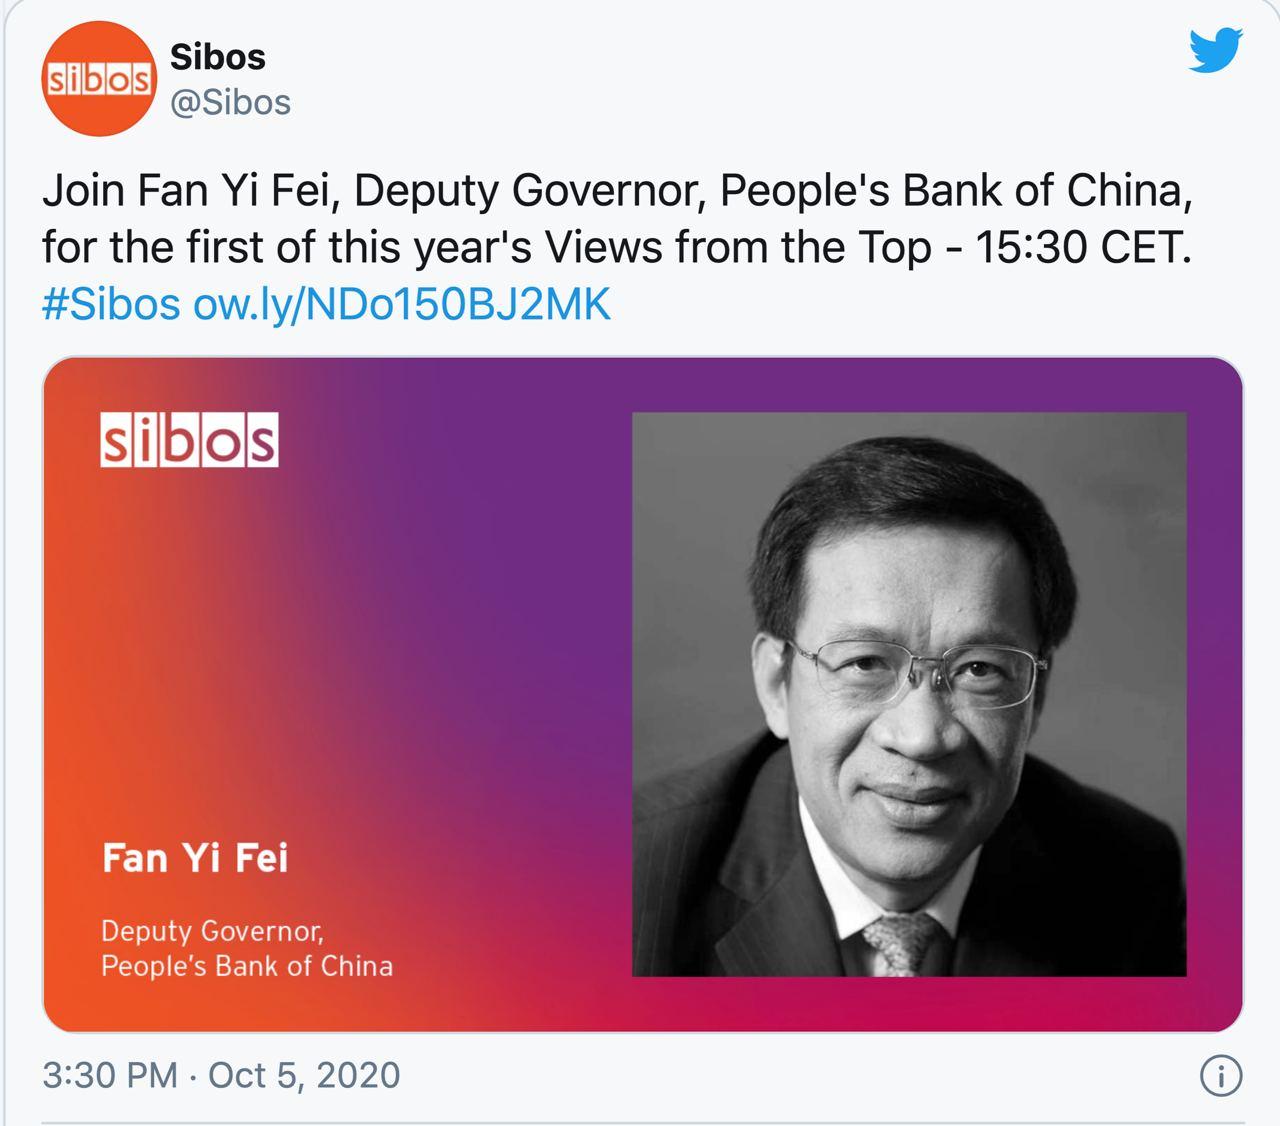 sibos
Sibos
@Sibos
Join Fan Yi Fei, Deputy Governor, People's Bank of China,
for the first of this year's Views from the Top - 15:30 CET.
#Sibos ow.ly/NDo150BJ2MK
sibos
Fan Yi Fei
Deputy Governor,
People’s Bank of China
3:30 PM · Oct 5, 2020